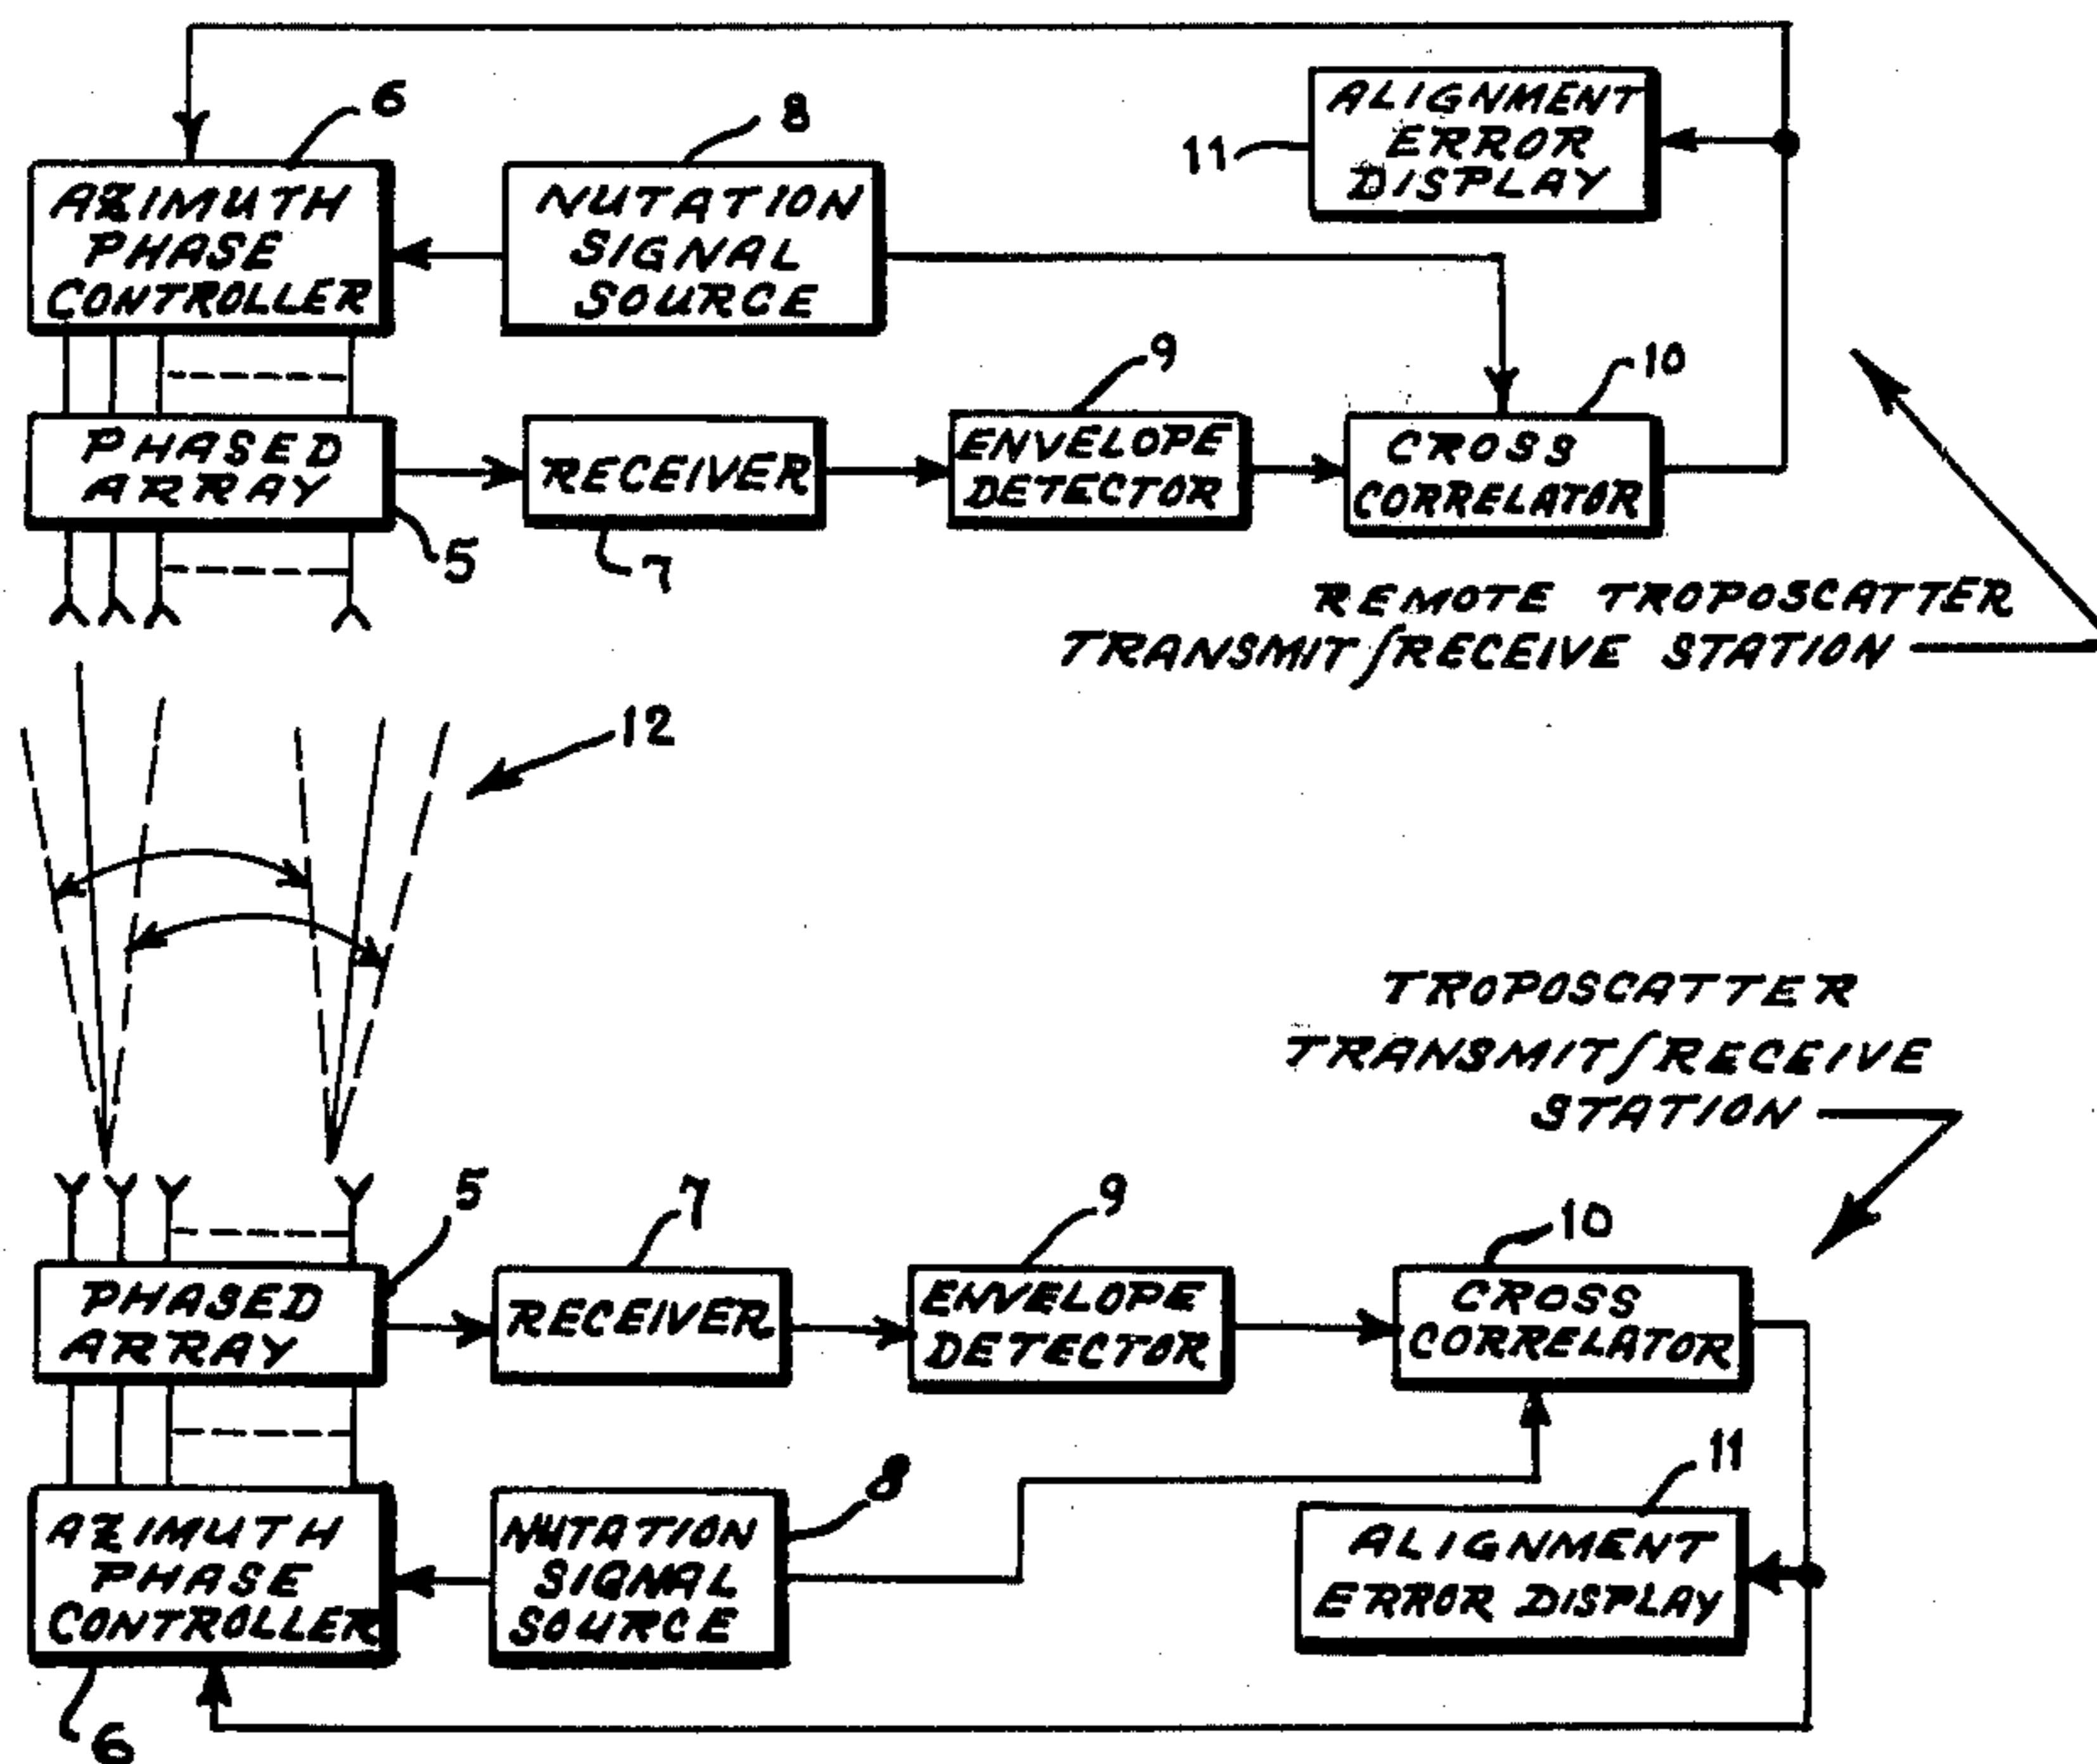 6
8
11
ALIGNMENT
ERROR
DISPLAY
AZIMUTH
PHASE
CONTROLLER
NUTATION
SIGNAL
SOURCE
9
10
PHASED
ARRAY
RECEIVER
ENVELOPE
DETECTOR
CROSS
CORRELATOR
5
7
REMOTE TROPOSCATTER
TRANSMIT/RECEIVE STATION
12
TROPOSCATTER
TRANSMIT/RECEIVE
STATION
5
7
9
10
PHASED
ARRAY
RECEIVER
ENVELOPE
DETECTOR
CROSS
CORRELATOR
8
11
AZIMUTH
PHASE
CONTROLLER
NUTATION
SIGNAL
SOURCE
ALIGNMENT
ERROR DISPLAY
6